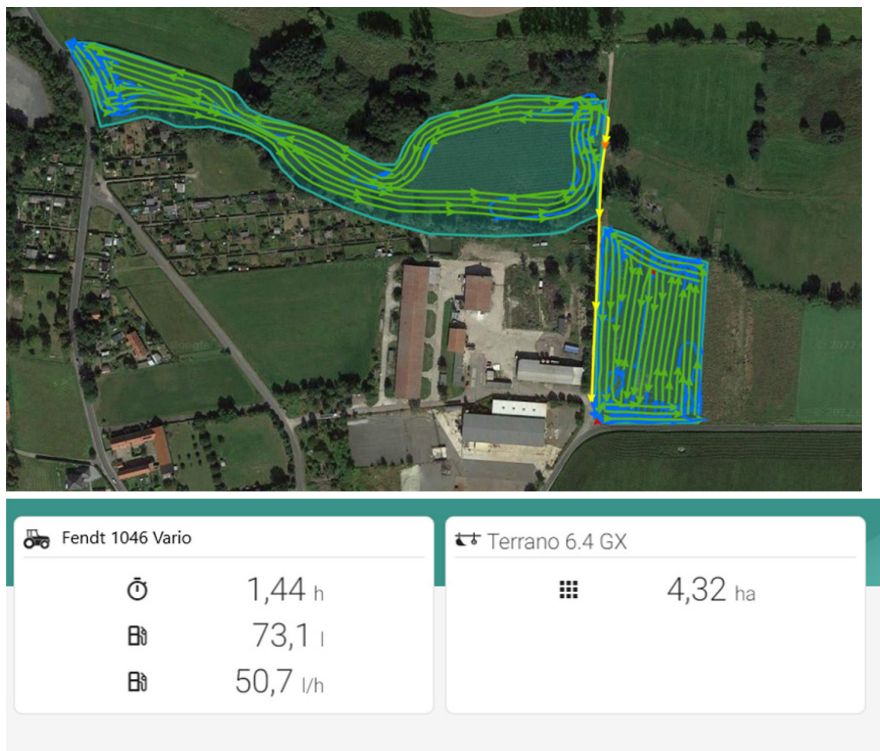 Fendt 1046 Vario
Terrano 6.4 GX
1,44 h
4,32 ha
73,1 l
50,7 l/h